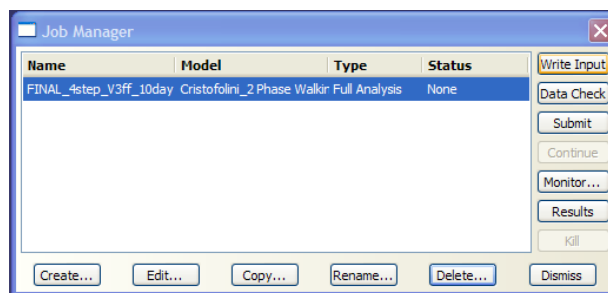 Job Manager
Name Model Type Status Write Input
FINAL_4step_V3ff_10day Cristofolini_2 Phase Walkin Full Analysis None Data Check
Submit
Continue
Monitor...
Results
Kill
Create... Edit... Copy... Rename... Delete... Dismiss